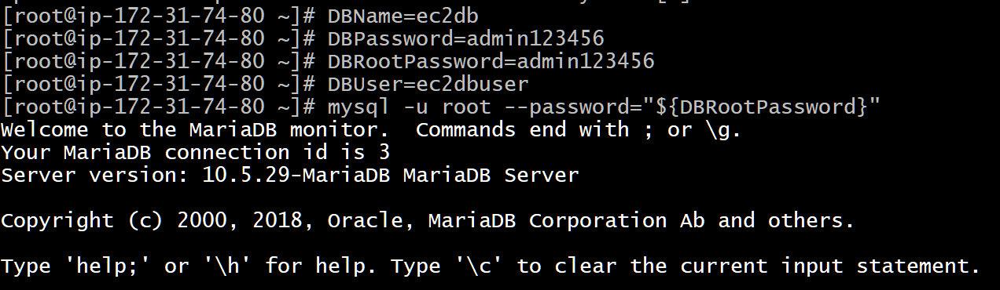 [root@ip-172-31-74-80 ~]# DBName=ec2db
[root@ip-172-31-74-80 ~]# DBPassword=admin123456
[root@ip-172-31-74-80 ~]# DBRootPassword=admin123456
[root@ip-172-31-74-80 ~]# DBUser=ec2dbuser
[root@ip-172-31-74-80 ~]# mysql -u root --password="${DBRootPassword}"
Welcome to the MariaDB monitor.  Commands end with ; or \g.
Your MariaDB connection id is 3
Server version: 10.5.29-MariaDB MariaDB Server
Copyright (c) 2000, 2018, Oracle, MariaDB Corporation Ab and others.
Type 'help;' or '\h' for help. Type '\c' to clear the current input statement.